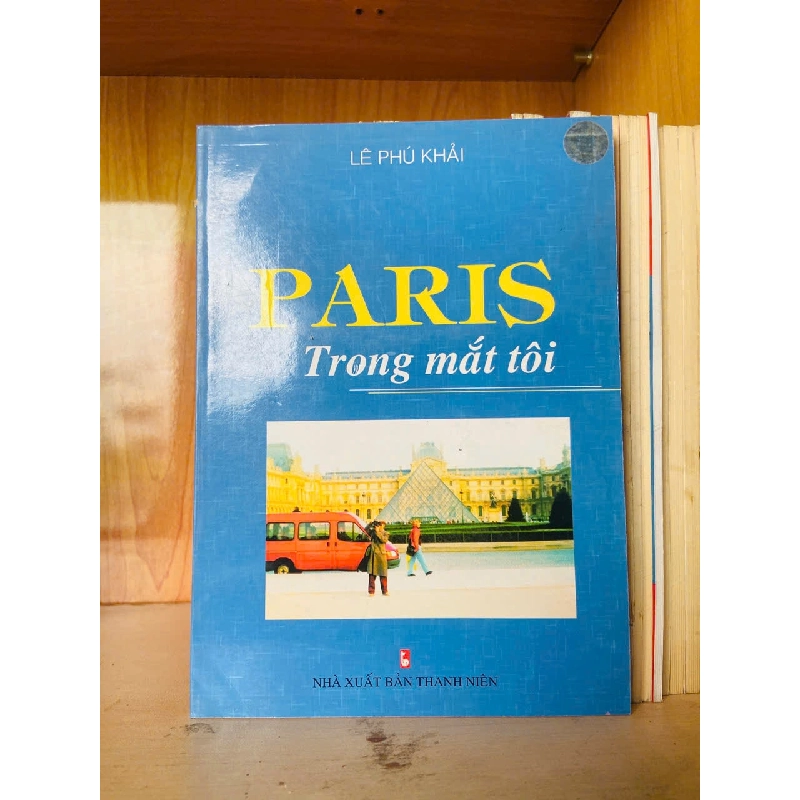 LÊ PHÚ KHẢI
PARIS
Trong mắt tôi
NHÀ XUẤT BẢN THANH NIÊN